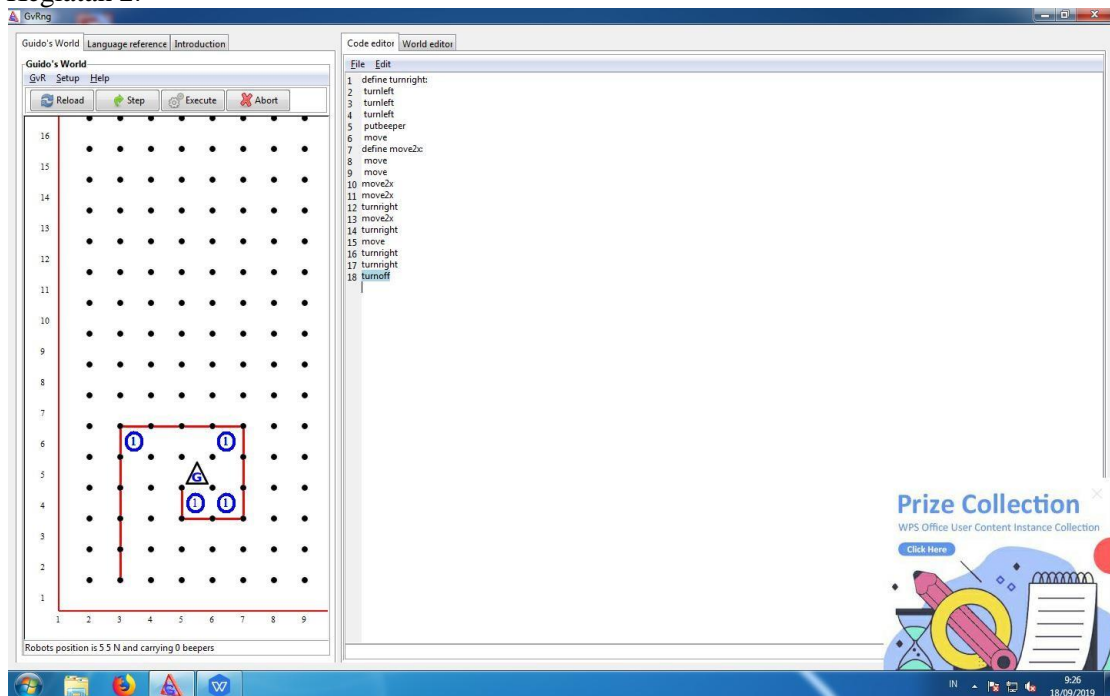 Kegiatan 2.
GvRng
Guido's World Language reference Introduction
Guido's World
GvR Setup Help
Reload Step Execute Abort
16
15
14
13
12
11
10
9
8
7
6
5
4
3
2
1
1 2 3 4 5 6 7 8 9
1 1
G
1 1
Robots position is 5 5 N and carrying 0 beepers
Code editor World editor
File Edit
1 define turnright:
2 turnleft
3 turnleft
4 turnleft
5 putbeeper
6 move
7 define move2x:
8 move
9 move
10 move2x
11 move2x
12 turnright
13 move2x
14 turnright
15 move
16 turnright
17 turnright
18 turnoff
Prize Collection
WPS Office User Content Instance Collection
Click Here
IN 9:26
18/09/2019